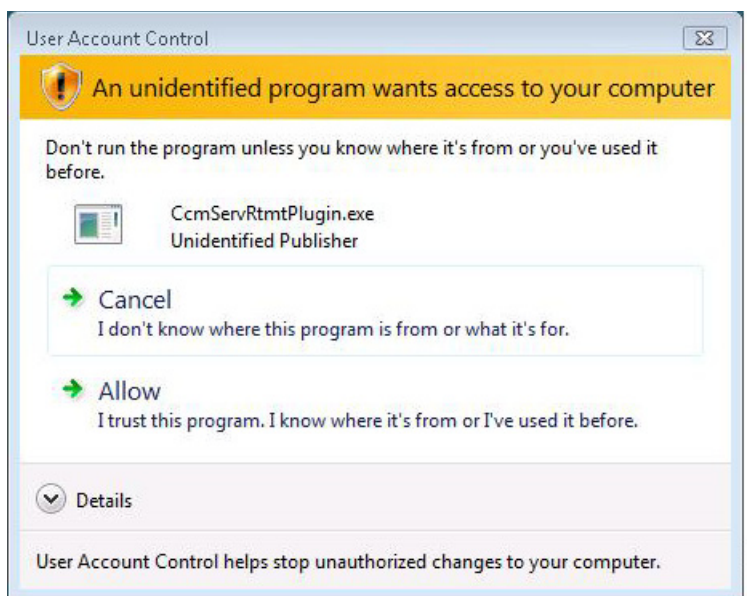 User Account Control
An unidentified program wants access to your computer
Don't run the program unless you know where it's from or you've used it
before.
CcmServRtmtPlugin.exe
Unidentified Publisher
Cancel
I don't know where this program is from or what it's for.
Allow
I trust this program. I know where it's from or I've used it before.
Details
User Account Control helps stop unauthorized changes to your computer.